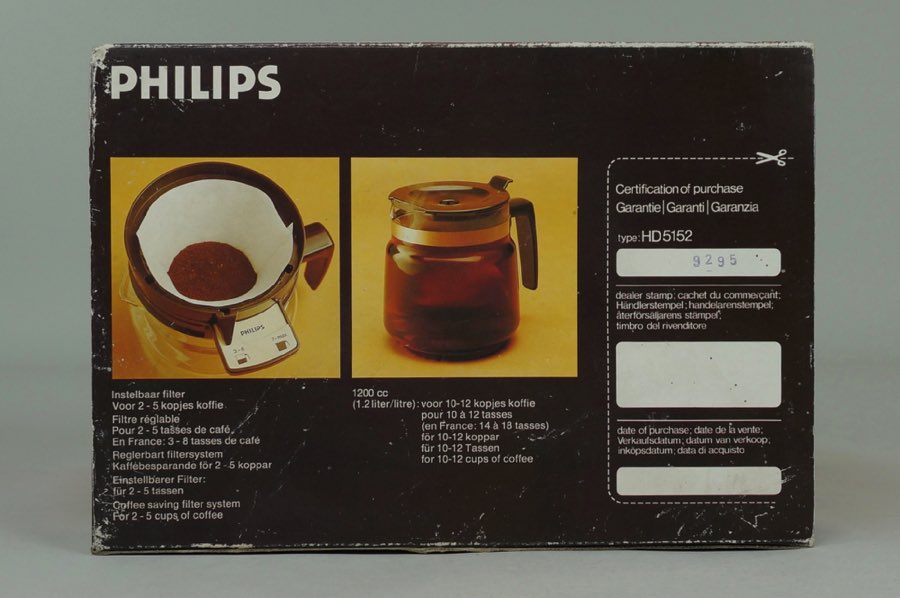 PHILIPS
PHILIPS
2-5
7-max
Instelbaar filter
Voor 2 - 5 kopjes koffie
Filtre réglable
Pour 2 - 5 tasses de café
En France: 3 - 8 tasses de café
Reglerbart filtersystem
Kaffebesparande för 2 - 5 koppar
Einstellbarer Filter:
für 2 - 5 tassen
Coffee saving filter system
For 2 - 5 cups of coffee
1200 cc
(1.2 liter/litre): voor 10-12 kopjes koffie
pour 10 à 12 tasses
(en France: 14 à 18 tasses)
för 10-12 koppar
für 10-12 Tassen
for 10-12 cups of coffee
Certification of purchase
Garantie|Garanti|Garanzia
type: HD5152
9295
dealer stamp; cachet du commerçant;
Händlerstempel; handelarenstempel;
återförsäljarens stämpel;
timbro del rivenditore
date of purchase; date de la vente;
Verkaufsdatum; datum van verkoop;
inköpsdatum; data di acquisto